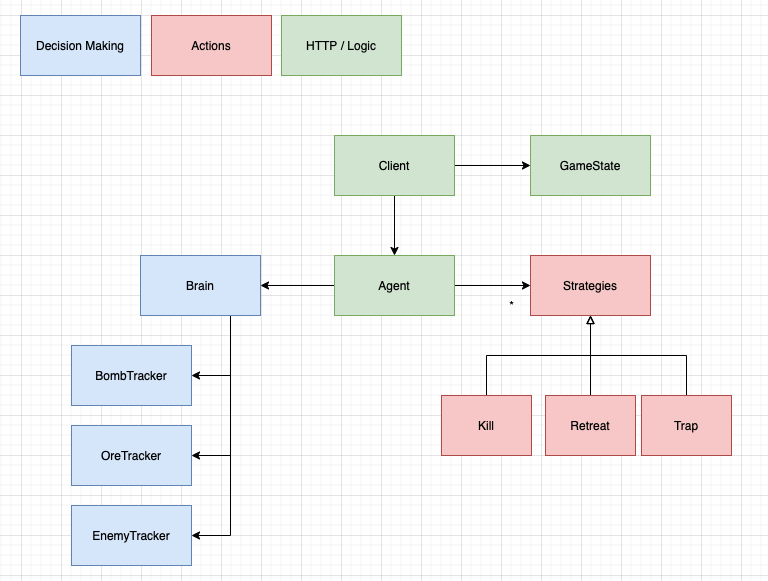 Decision Making
Actions
HTTP / Logic
Client
GameState
Brain
Agent
Strategies
*
BombTracker
OreTracker
EnemyTracker
Kill
Retreat
Trap